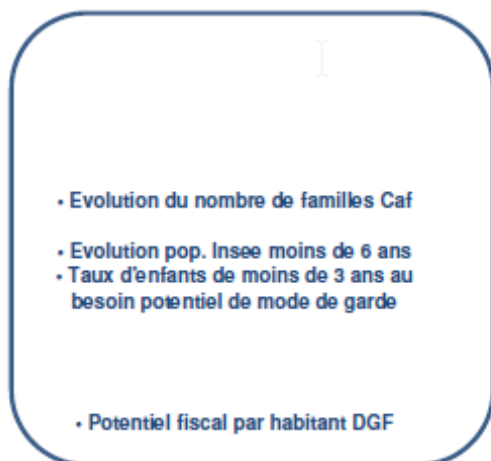 • Evolution du nombre de familles Caf
• Evolution pop. Insee moins de 6 ans
• Taux d'enfants de moins de 3 ans au
besoin potentiel de mode de garde
• Potentiel fiscal par habitant DGF